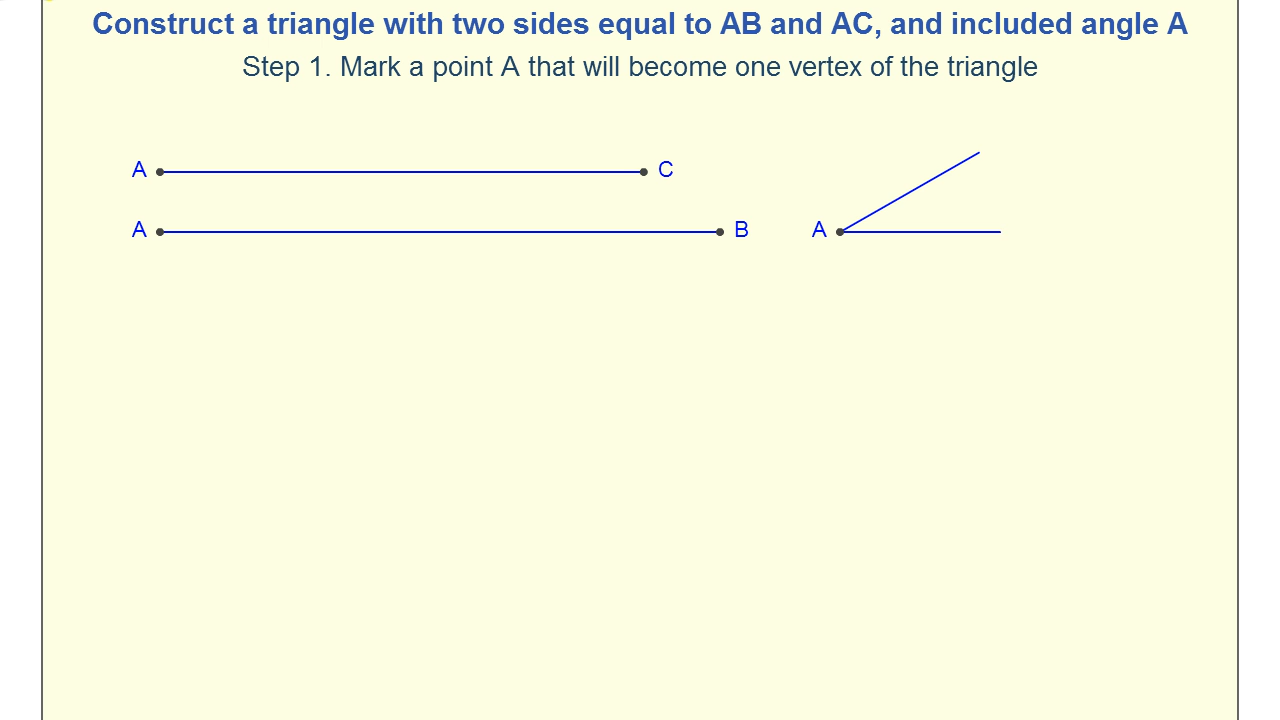 Construct a triangle with two sides equal to AB and AC, and included angle A
Step 1. Mark a point A that will become one vertex of the triangle
A C
A B A